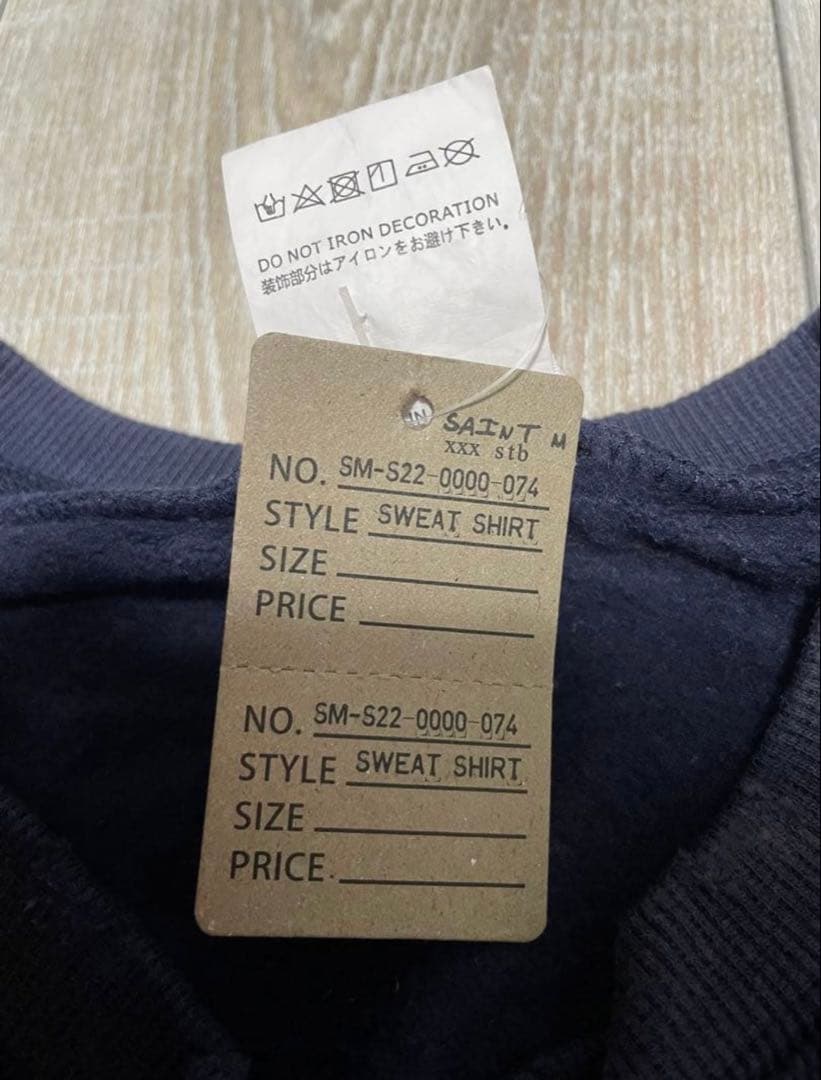 DO NOT IRON DECORATION
装飾部分はアイロンをお避け下さい。
IN
SAINT M
xxx stb
NO. SM-S22-0000-074
STYLE SWEAT SHIRT
SIZE
PRICE
NO. SM-S22-0000-074
STYLE SWEAT SHIRT
SIZE
PRICE